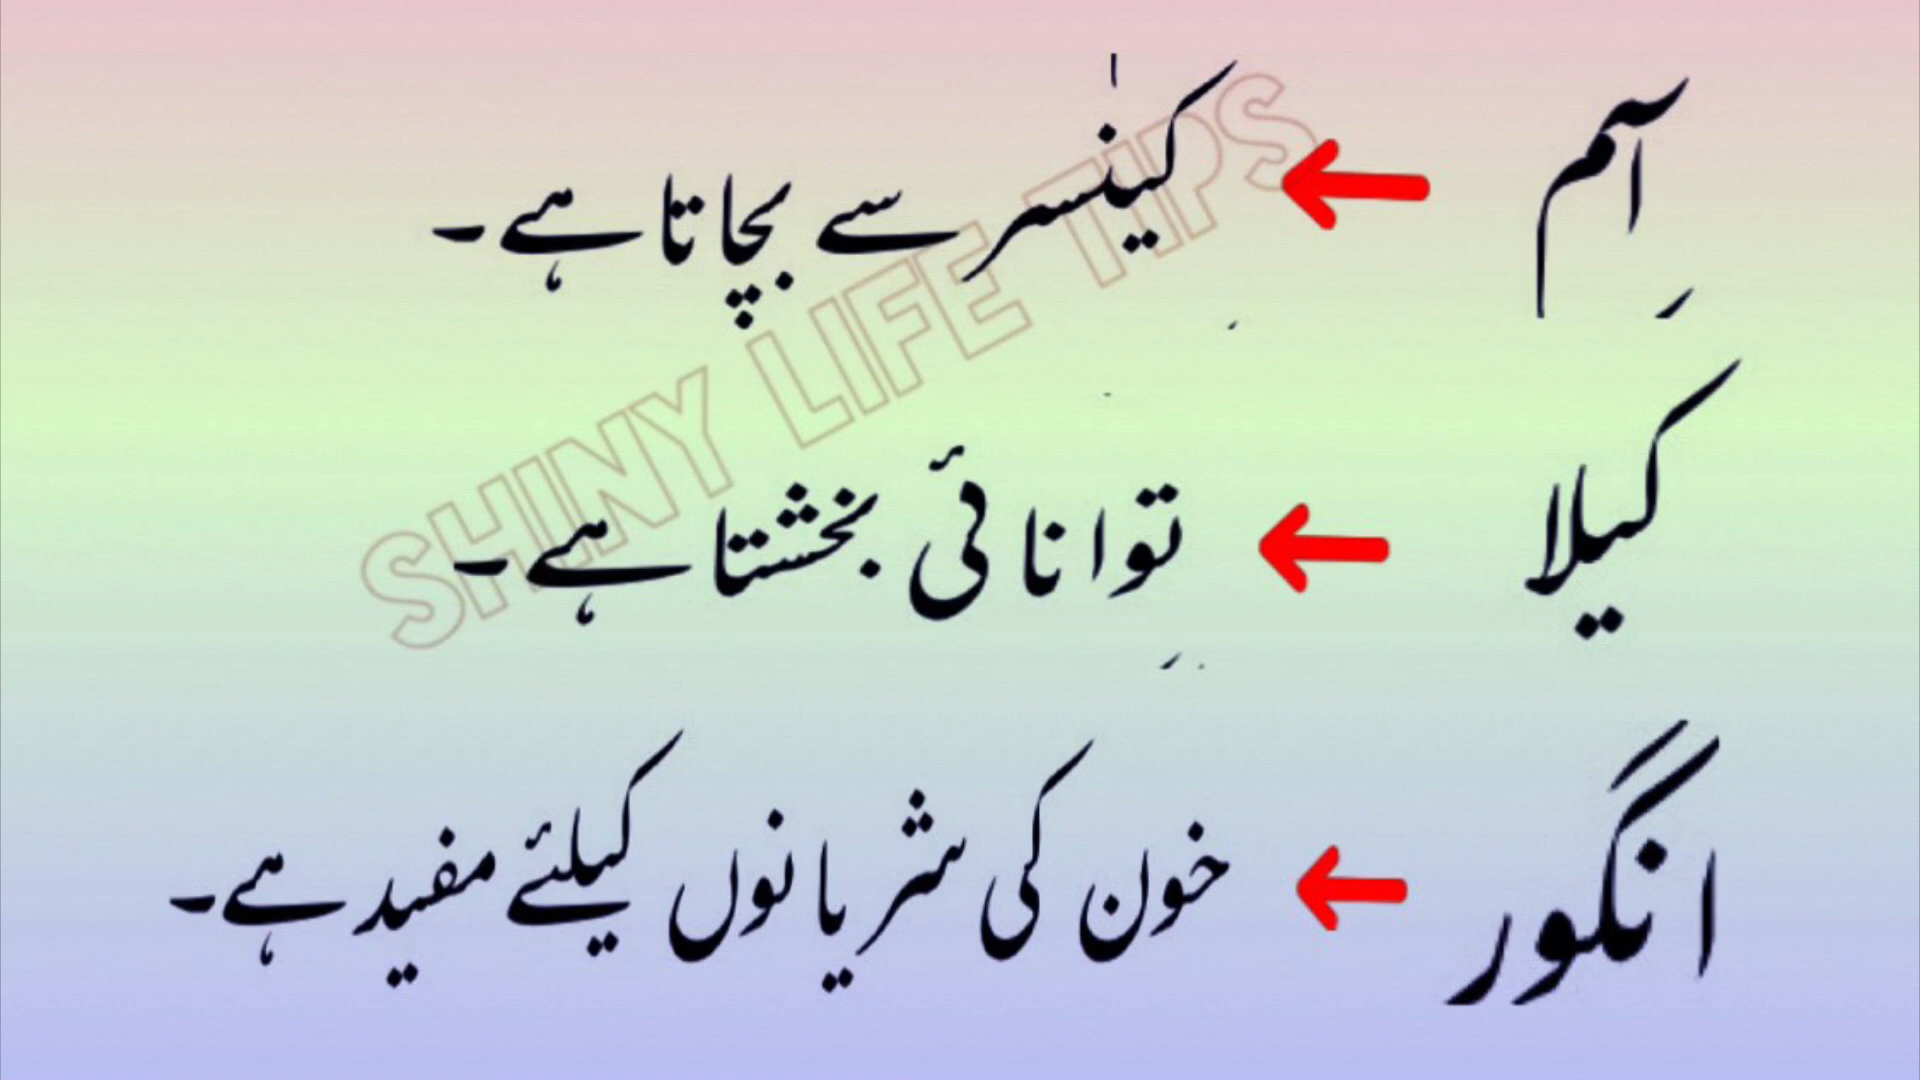 آم ← کینسر سے بچاتا ہے۔
کیلا ← توانائی بخشتا ہے۔
انگور ← خون کی شریانوں کیلئے مفید ہے۔
SHINY LIFE TIPS